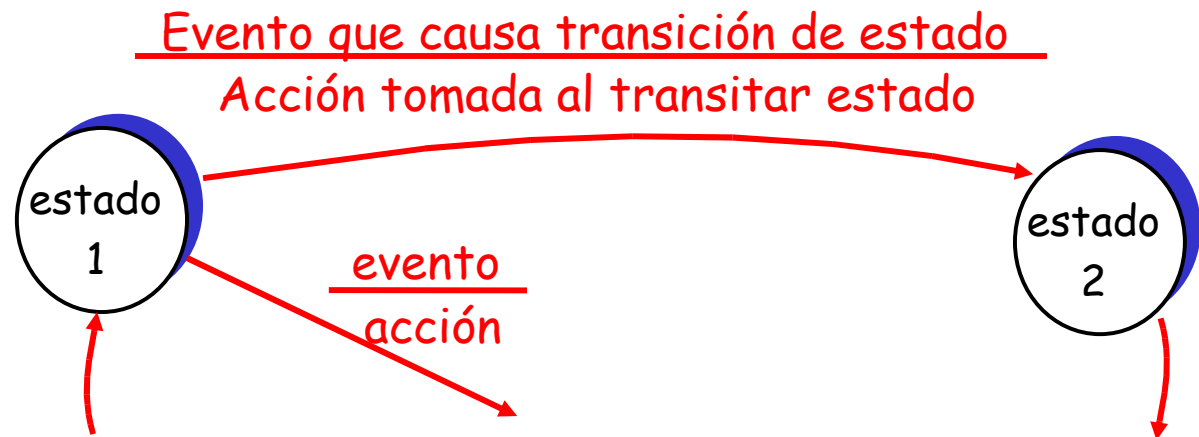 Evento que causa transición de estado
Acción tomada al transitar estado
estado
1
evento
acción
estado
2